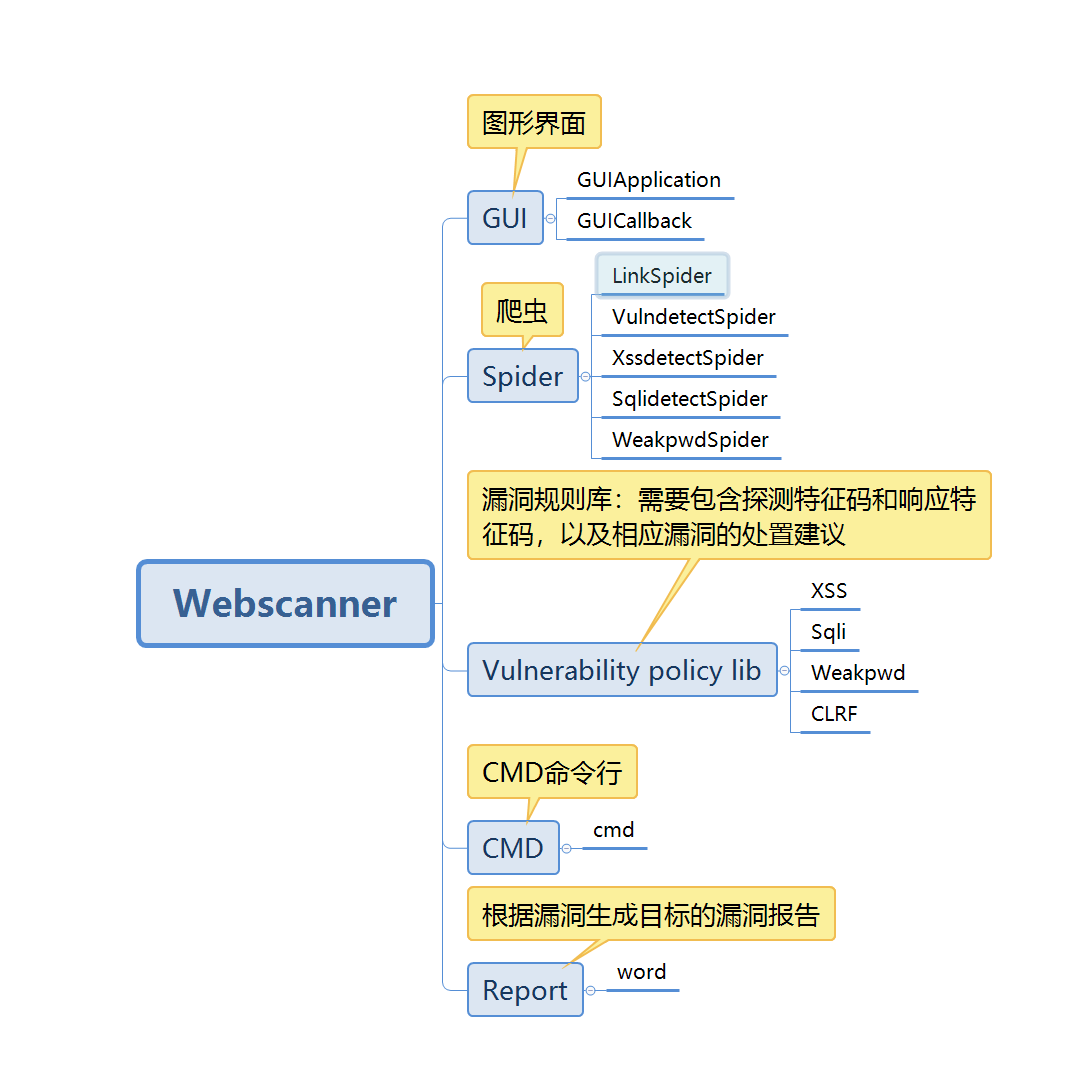 图形界面
GUI
GUIApplication
GUICallback
爬虫
Spider
LinkSpider
VulndetectSpider
XssdetectSpider
SqlidetectSpider
WeakpwdSpider
Webscanner
漏洞规则库：需要包含探测特征码和响应特
征码，以及相应漏洞的处置建议
Vulnerability policy lib
XSS
Sqli
Weakpwd
CLRF
CMD命令行
CMD
cmd
根据漏洞生成目标的漏洞报告
Report
word